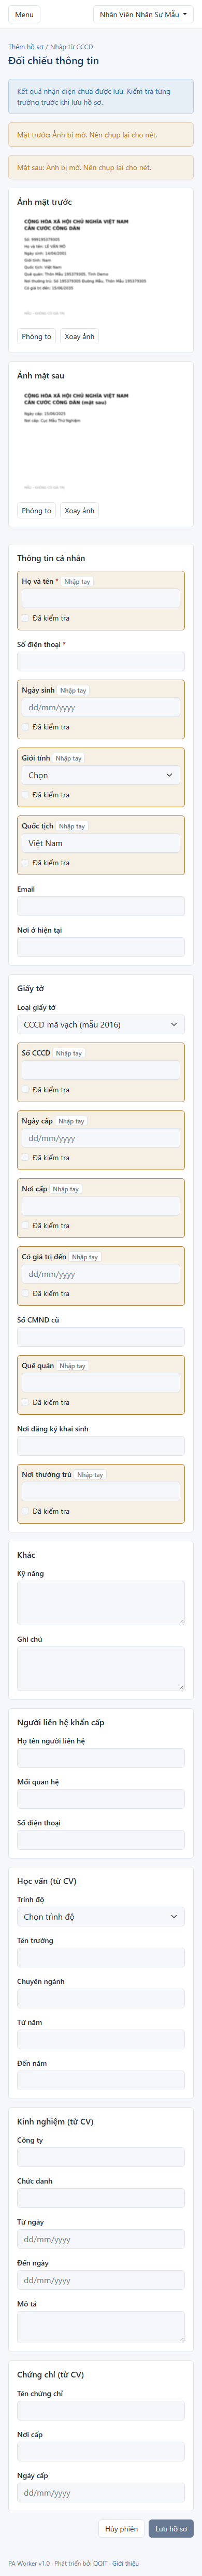 Menu
Nhân Viên Nhân Sự Mẫu
Thêm hồ sơ / Nhập từ CCCD
Đối chiếu thông tin
Kết quả nhận diện chưa được lưu. Kiểm tra từng
trường trước khi lưu hồ sơ.
Mặt trước: Ảnh bị mờ. Nên chụp lại cho nét.
Mặt sau: Ảnh bị mờ. Nên chụp lại cho nét.
Ảnh mặt trước
CỘNG HÒA XÃ HỘI CHỦ NGHĨA VIỆT NAM
CĂN CƯỚC CÔNG DÂN
Họ và tên: LÊ VĂN MÔ
Giới tính: Nam
Quốc tịch: Việt Nam
Phóng to
Xoay ảnh
Ảnh mặt sau
CỘNG HÒA XÃ HỘI CHỦ NGHĨA VIỆT NAM
CĂN CƯỚC CÔNG DÂN (mặt sau)
Phóng to
Xoay ảnh
Thông tin cá nhân
Họ và tên * Nhập tay
Đã kiểm tra
Số điện thoại *
Ngày sinh Nhập tay
dd/mm/yyyy
Đã kiểm tra
Giới tính Nhập tay
Chọn
Đã kiểm tra
Quốc tịch Nhập tay
Việt Nam
Đã kiểm tra
Email
Nơi ở hiện tại
Giấy tờ
Loại giấy tờ
CCCD mã vạch (mẫu 2016)
Số CCCD Nhập tay
Đã kiểm tra
Ngày cấp Nhập tay
dd/mm/yyyy
Đã kiểm tra
Nơi cấp Nhập tay
Đã kiểm tra
Có giá trị đến Nhập tay
dd/mm/yyyy
Đã kiểm tra
Số CMND cũ
Quê quán Nhập tay
Đã kiểm tra
Nơi đăng ký khai sinh
Nơi thường trú Nhập tay
Đã kiểm tra
Khác
Kỹ năng
Ghi chú
Người liên hệ khẩn cấp
Họ tên người liên hệ
Mối quan hệ
Số điện thoại
Học vấn (từ CV)
Trình độ
Chọn trình độ
Tên trường
Chuyên ngành
Từ năm
Đến năm
Kinh nghiệm (từ CV)
Công ty
Chức danh
Từ ngày
dd/mm/yyyy
Đến ngày
dd/mm/yyyy
Mô tả
Chứng chỉ (từ CV)
Tên chứng chỉ
Nơi cấp
Ngày cấp
dd/mm/yyyy
Hủy phiên
Lưu hồ sơ
PA Worker v1.0 · Phát triển bởi QQIT · Giới thiệu